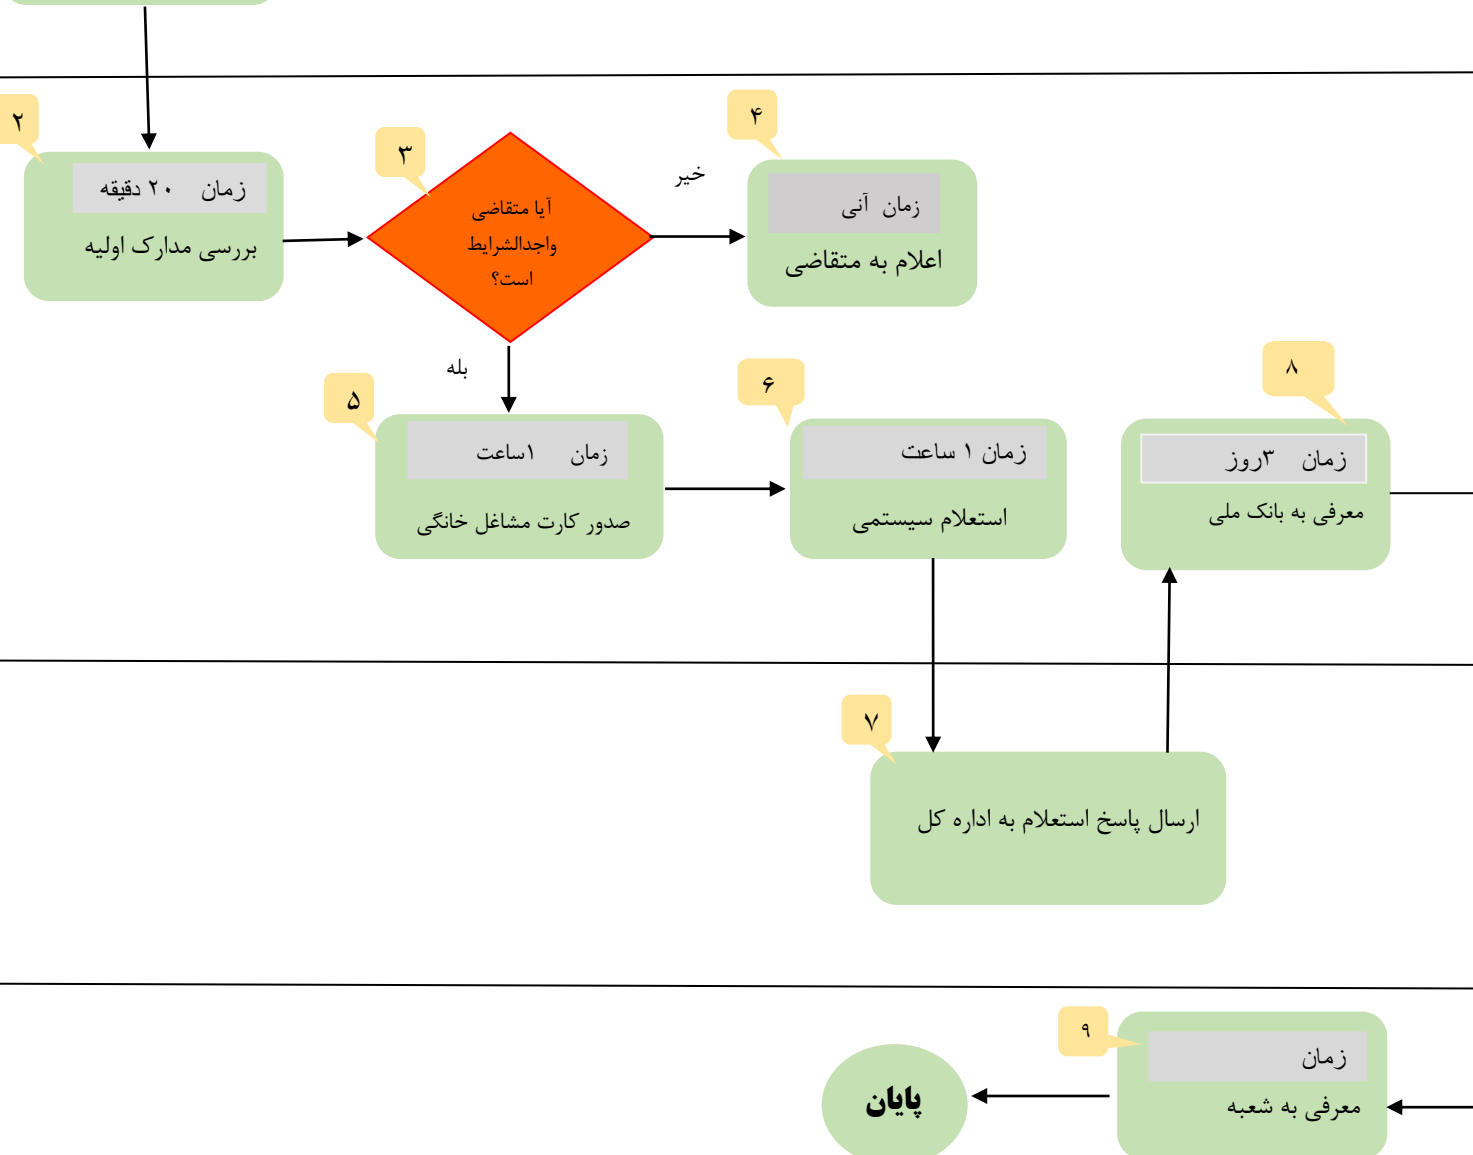 ۲
زمان ۲۰ دقیقه
بررسی مدارک اولیه
۳
آیا متقاضی
واجدالشرایط
است؟
خیر
۴
زمان آنی
اعلام به متقاضی
بله
۵
زمان ۱ساعت
صدور کارت مشاغل خانگی
۶
زمان ۱ ساعت
استعلام سیستمی
۷
ارسال پاسخ استعلام به اداره کل
۸
زمان ۳روز
معرفی به بانک ملی
۹
زمان
معرفی به شعبه
پایان